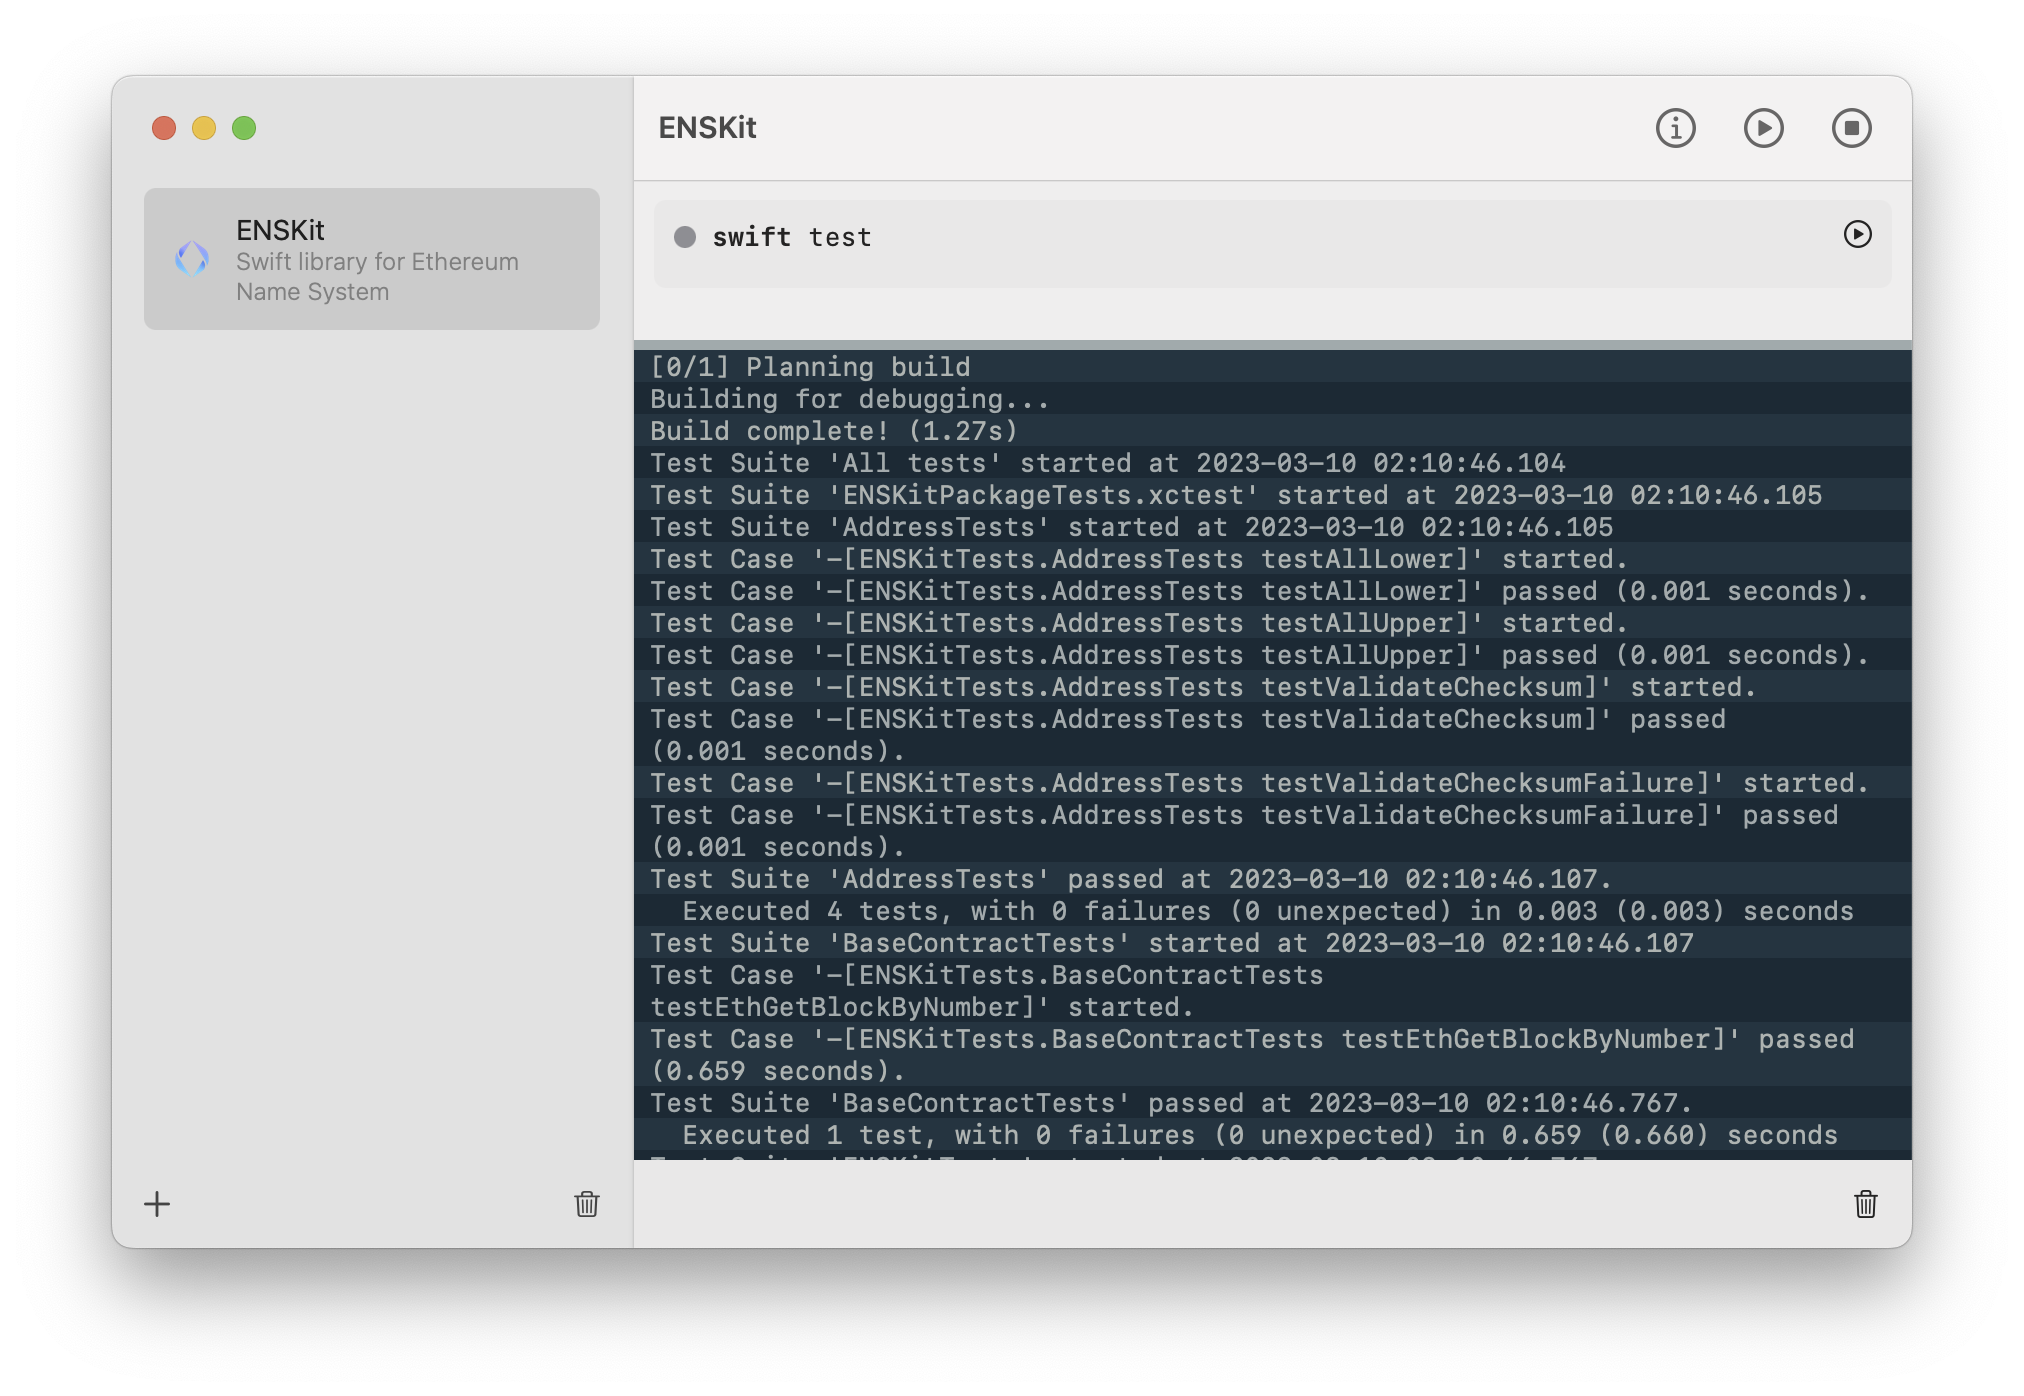 ENSKit
Swift library for Ethereum
Name System
ENSKit
swift test
[0/1] Planning build
Building for debugging...
Build complete! (1.27s)
Test Suite 'All tests' started at 2023-03-10 02:10:46.104
Test Suite 'ENSKitPackageTests.xctest' started at 2023-03-10 02:10:46.105
Test Suite 'AddressTests' started at 2023-03-10 02:10:46.105
Test Case '-[ENSKitTests.AddressTests testAllLower]' started.
Test Case '-[ENSKitTests.AddressTests testAllLower]' passed (0.001 seconds).
Test Case '-[ENSKitTests.AddressTests testAllUpper]' started.
Test Case '-[ENSKitTests.AddressTests testAllUpper]' passed (0.001 seconds).
Test Case '-[ENSKitTests.AddressTests testValidateChecksum]' started.
Test Case '-[ENSKitTests.AddressTests testValidateChecksum]' passed
(0.001 seconds).
Test Case '-[ENSKitTests.AddressTests testValidateChecksumFailure]' started.
Test Case '-[ENSKitTests.AddressTests testValidateChecksumFailure]' passed
(0.001 seconds).
Test Suite 'AddressTests' passed at 2023-03-10 02:10:46.107.
Executed 4 tests, with 0 failures (0 unexpected) in 0.003 (0.003) seconds
Test Suite 'BaseContractTests' started at 2023-03-10 02:10:46.107
Test Case '-[ENSKitTests.BaseContractTests
testEthGetBlockByNumber]' started.
Test Case '-[ENSKitTests.BaseContractTests testEthGetBlockByNumber]' passed
(0.659 seconds).
Test Suite 'BaseContractTests' passed at 2023-03-10 02:10:46.767.
Executed 1 test, with 0 failures (0 unexpected) in 0.659 (0.660) seconds